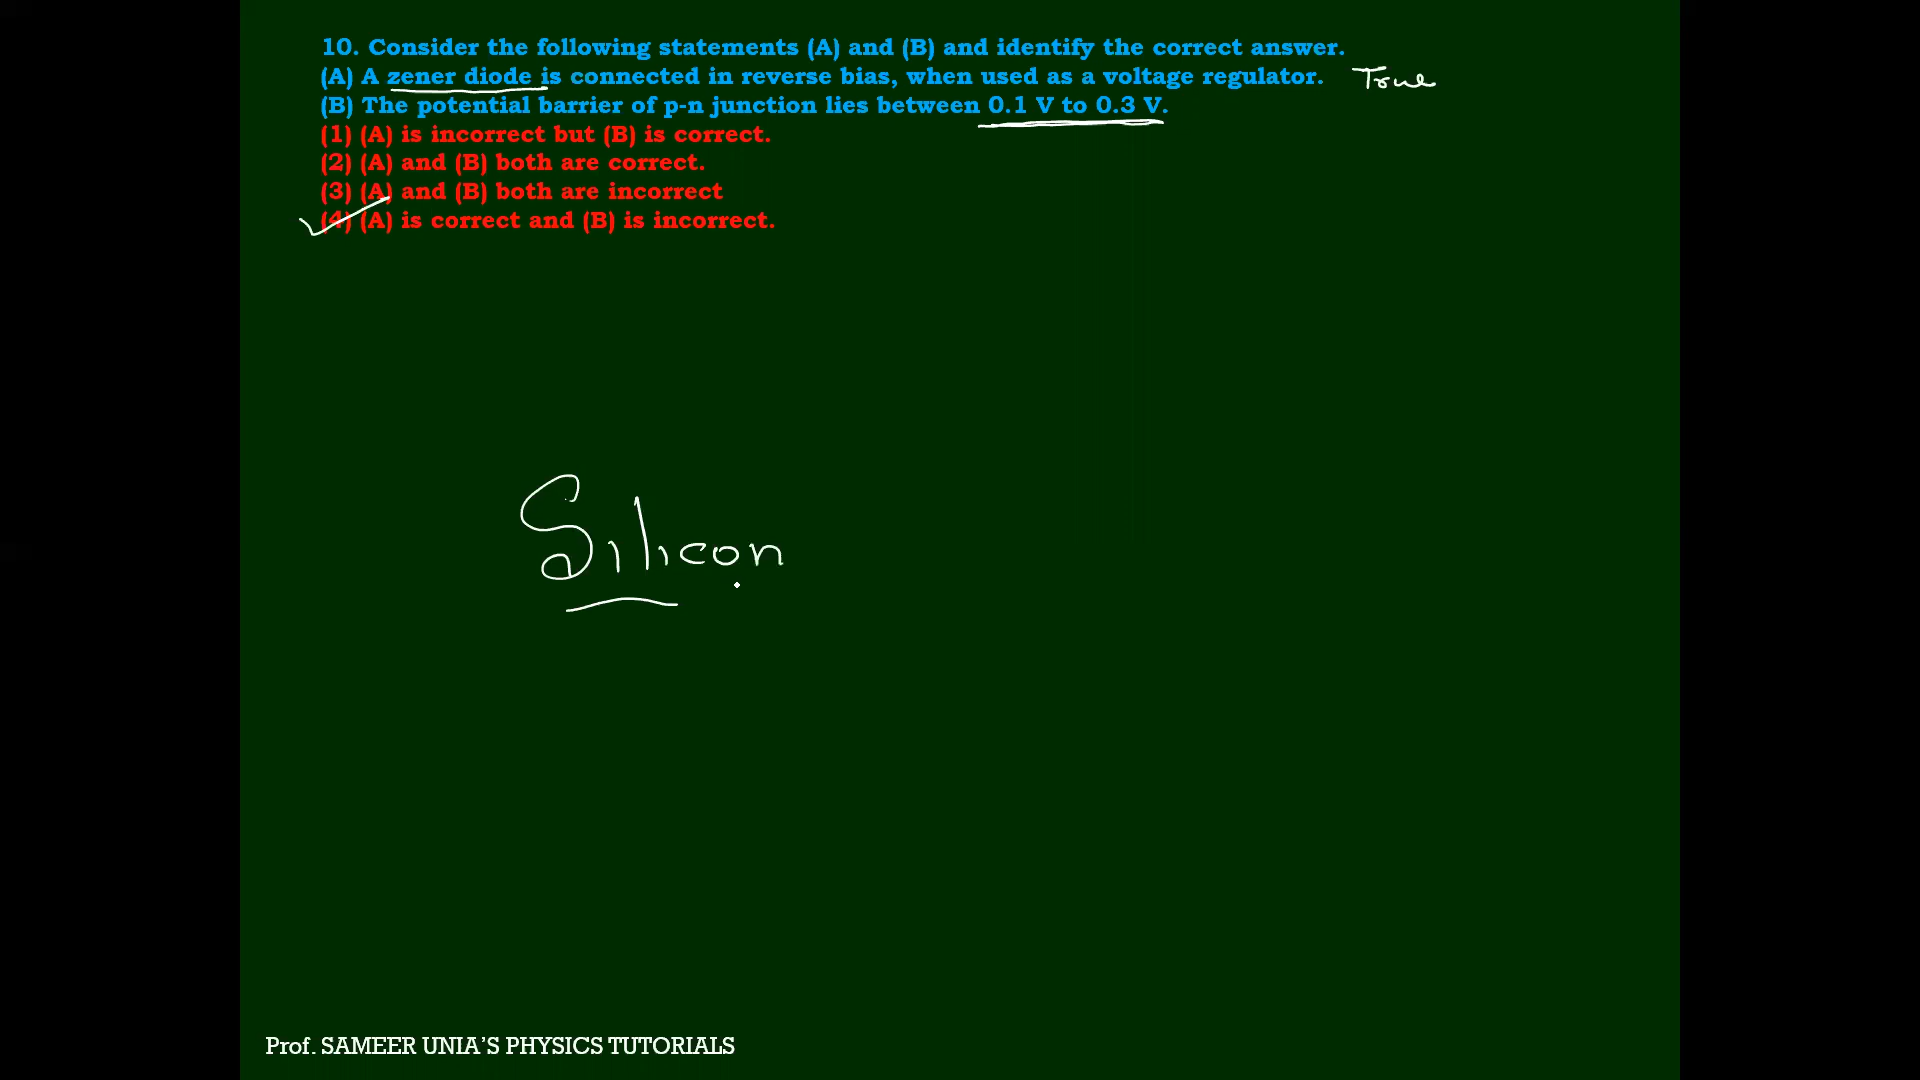 10. Consider the following statements (A) and (B) and identify the correct answer.
(A) A zener diode is connected in reverse bias, when used as a voltage regulator. True
(B) The potential barrier of p-n junction lies between 0.1 V to 0.3 V.
(1) (A) is incorrect but (B) is correct.
(2) (A) and (B) both are correct.
(3) (A) and (B) both are incorrect
(4) (A) is correct and (B) is incorrect.
Silicon
Prof. SAMEER UNIA'S PHYSICS TUTORIALS